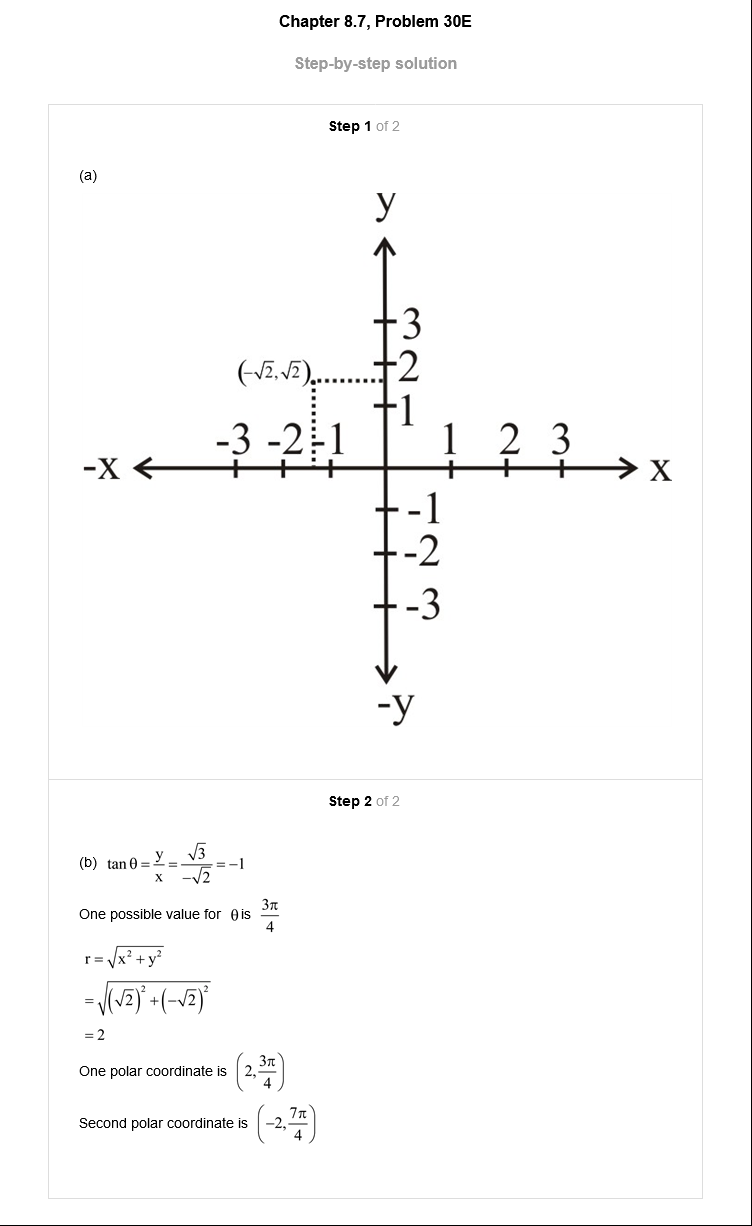 Chapter 8.7, Problem 30E
Step-by-step solution
Step 1 of 2
(a)
y
3
(-√2, √2)
2
1
-3 -2 -1 1 2 3
-x x
-1
-2
-3
-y
Step 2 of 2
(b) tan θ = y/x = √3/-√2 = -1
One possible value for θ is 3π/4
r = √(x² + y²)
= √((√2)² + (-√2)²)
= 2
One polar coordinate is (2, 3π/4)
Second polar coordinate is (-2, 7π/4)